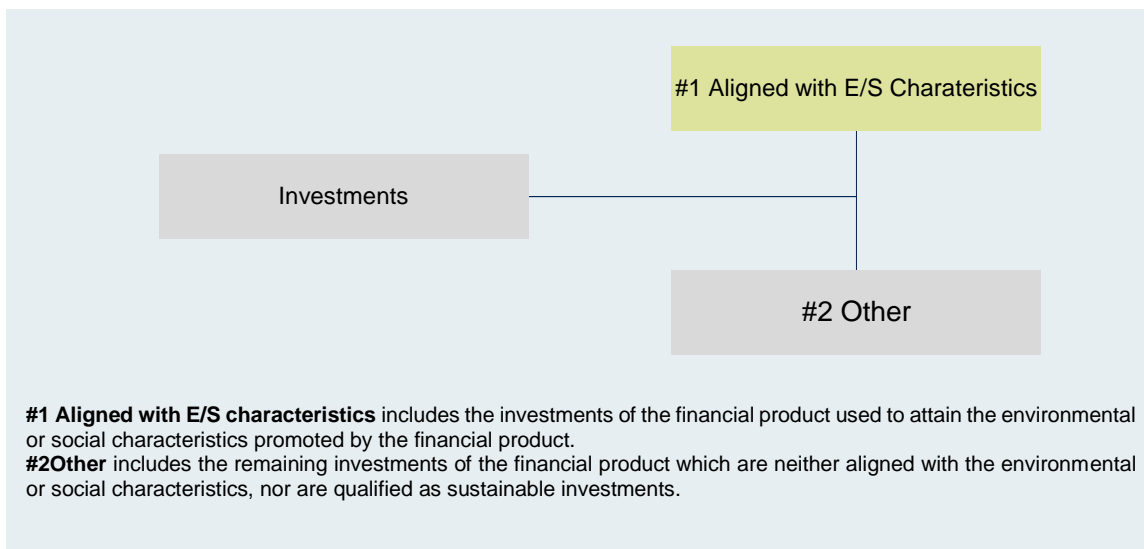 #1 Aligned with E/S Charateristics
Investments
#2 Other
#1 Aligned with E/S characteristics includes the investments of the financial product used to attain the environmental
or social characteristics promoted by the financial product.
#2Other includes the remaining investments of the financial product which are neither aligned with the environmental
or social characteristics, nor are qualified as sustainable investments.